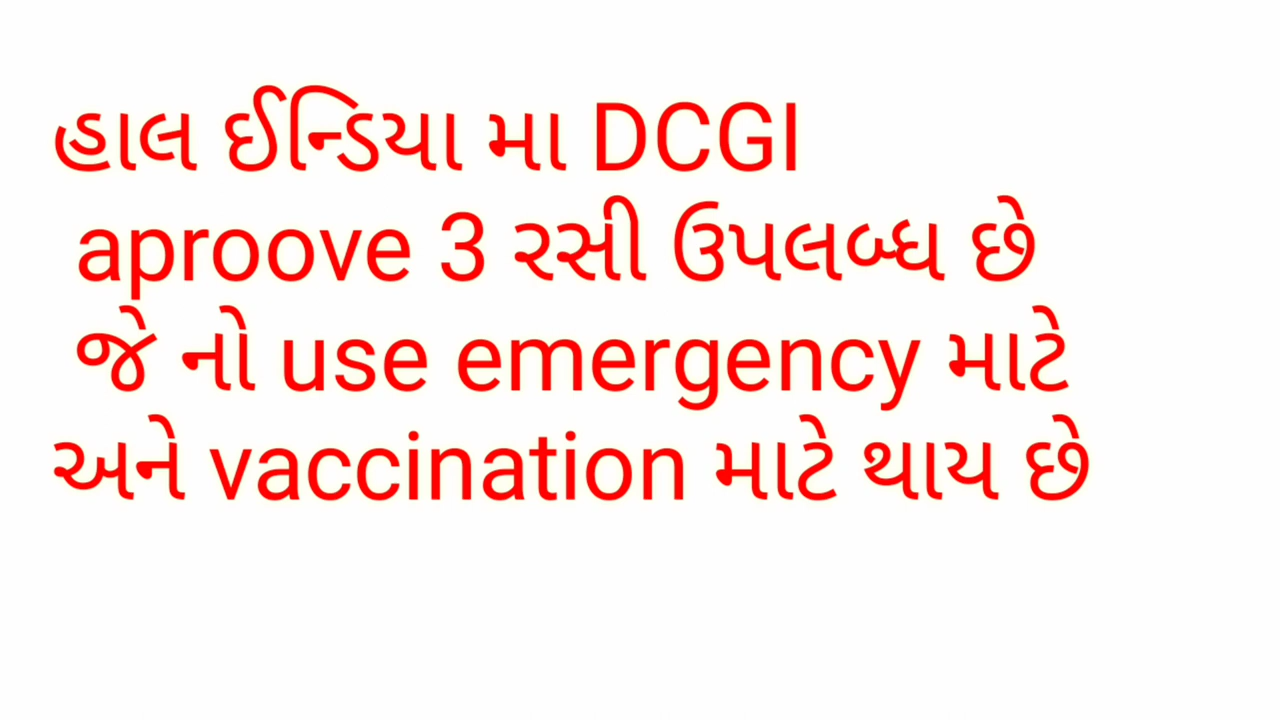 હાલ ઈન્ડિયા મા DCGI
aproove 3 રસી ઉપલબ્ધ છે
જે નો use emergency માટે
અને vaccination માટે થાય છે